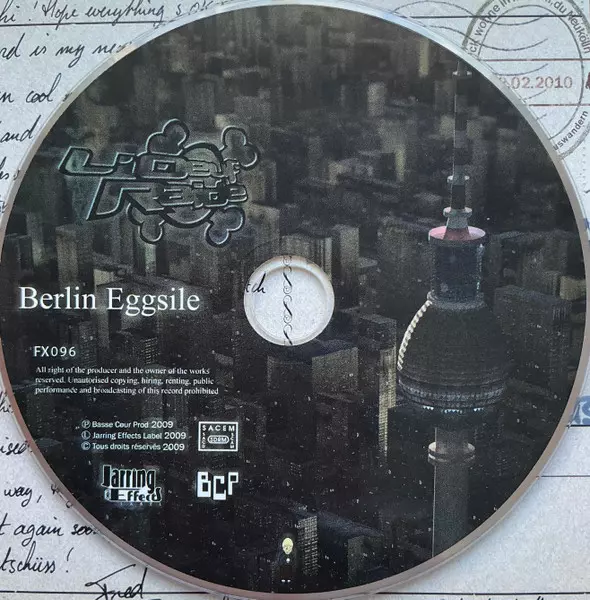 ! Hope everything's ok
rd is my ne
n cool
and
.02.2010
Berlin Eggsile
FX096
All right of the producer and the owner of the works
reserved. Unautorised copying, hiring, renting, public
performance and broadcasting of this record prohibited
℗ Basse Cour Prod 2009
Ⓛ Jarring Effects Label 2009
© Tous droits réservés 2009
SACEM
SDRM
Jarring
Effects
BCP
way,
t again soo
tschüss!
Fred